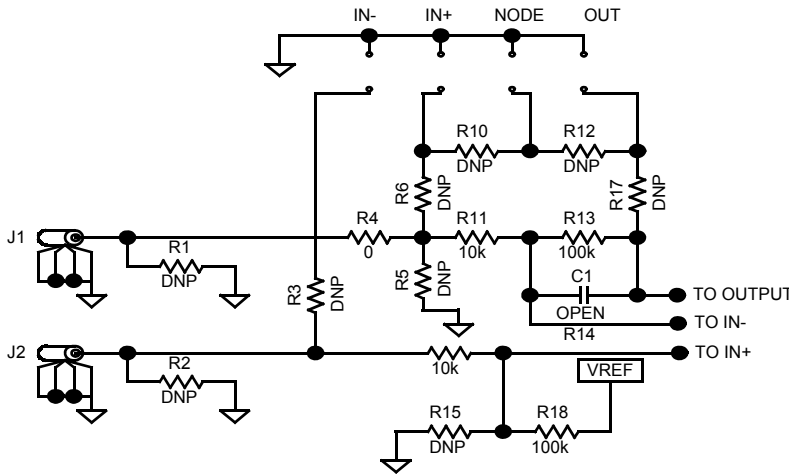 IN- IN+ NODE OUT
R10 R12
DNP DNP
R6 DNP
R17 DNP
J1
R1
DNP
R4
0
R11
10k
R13
100k
R5 DNP
R3 DNP
C1
OPEN
TO OUTPUT
R14
TO IN-
J2
R2
DNP
10k
TO IN+
VREF
R15
DNP
R18
100k